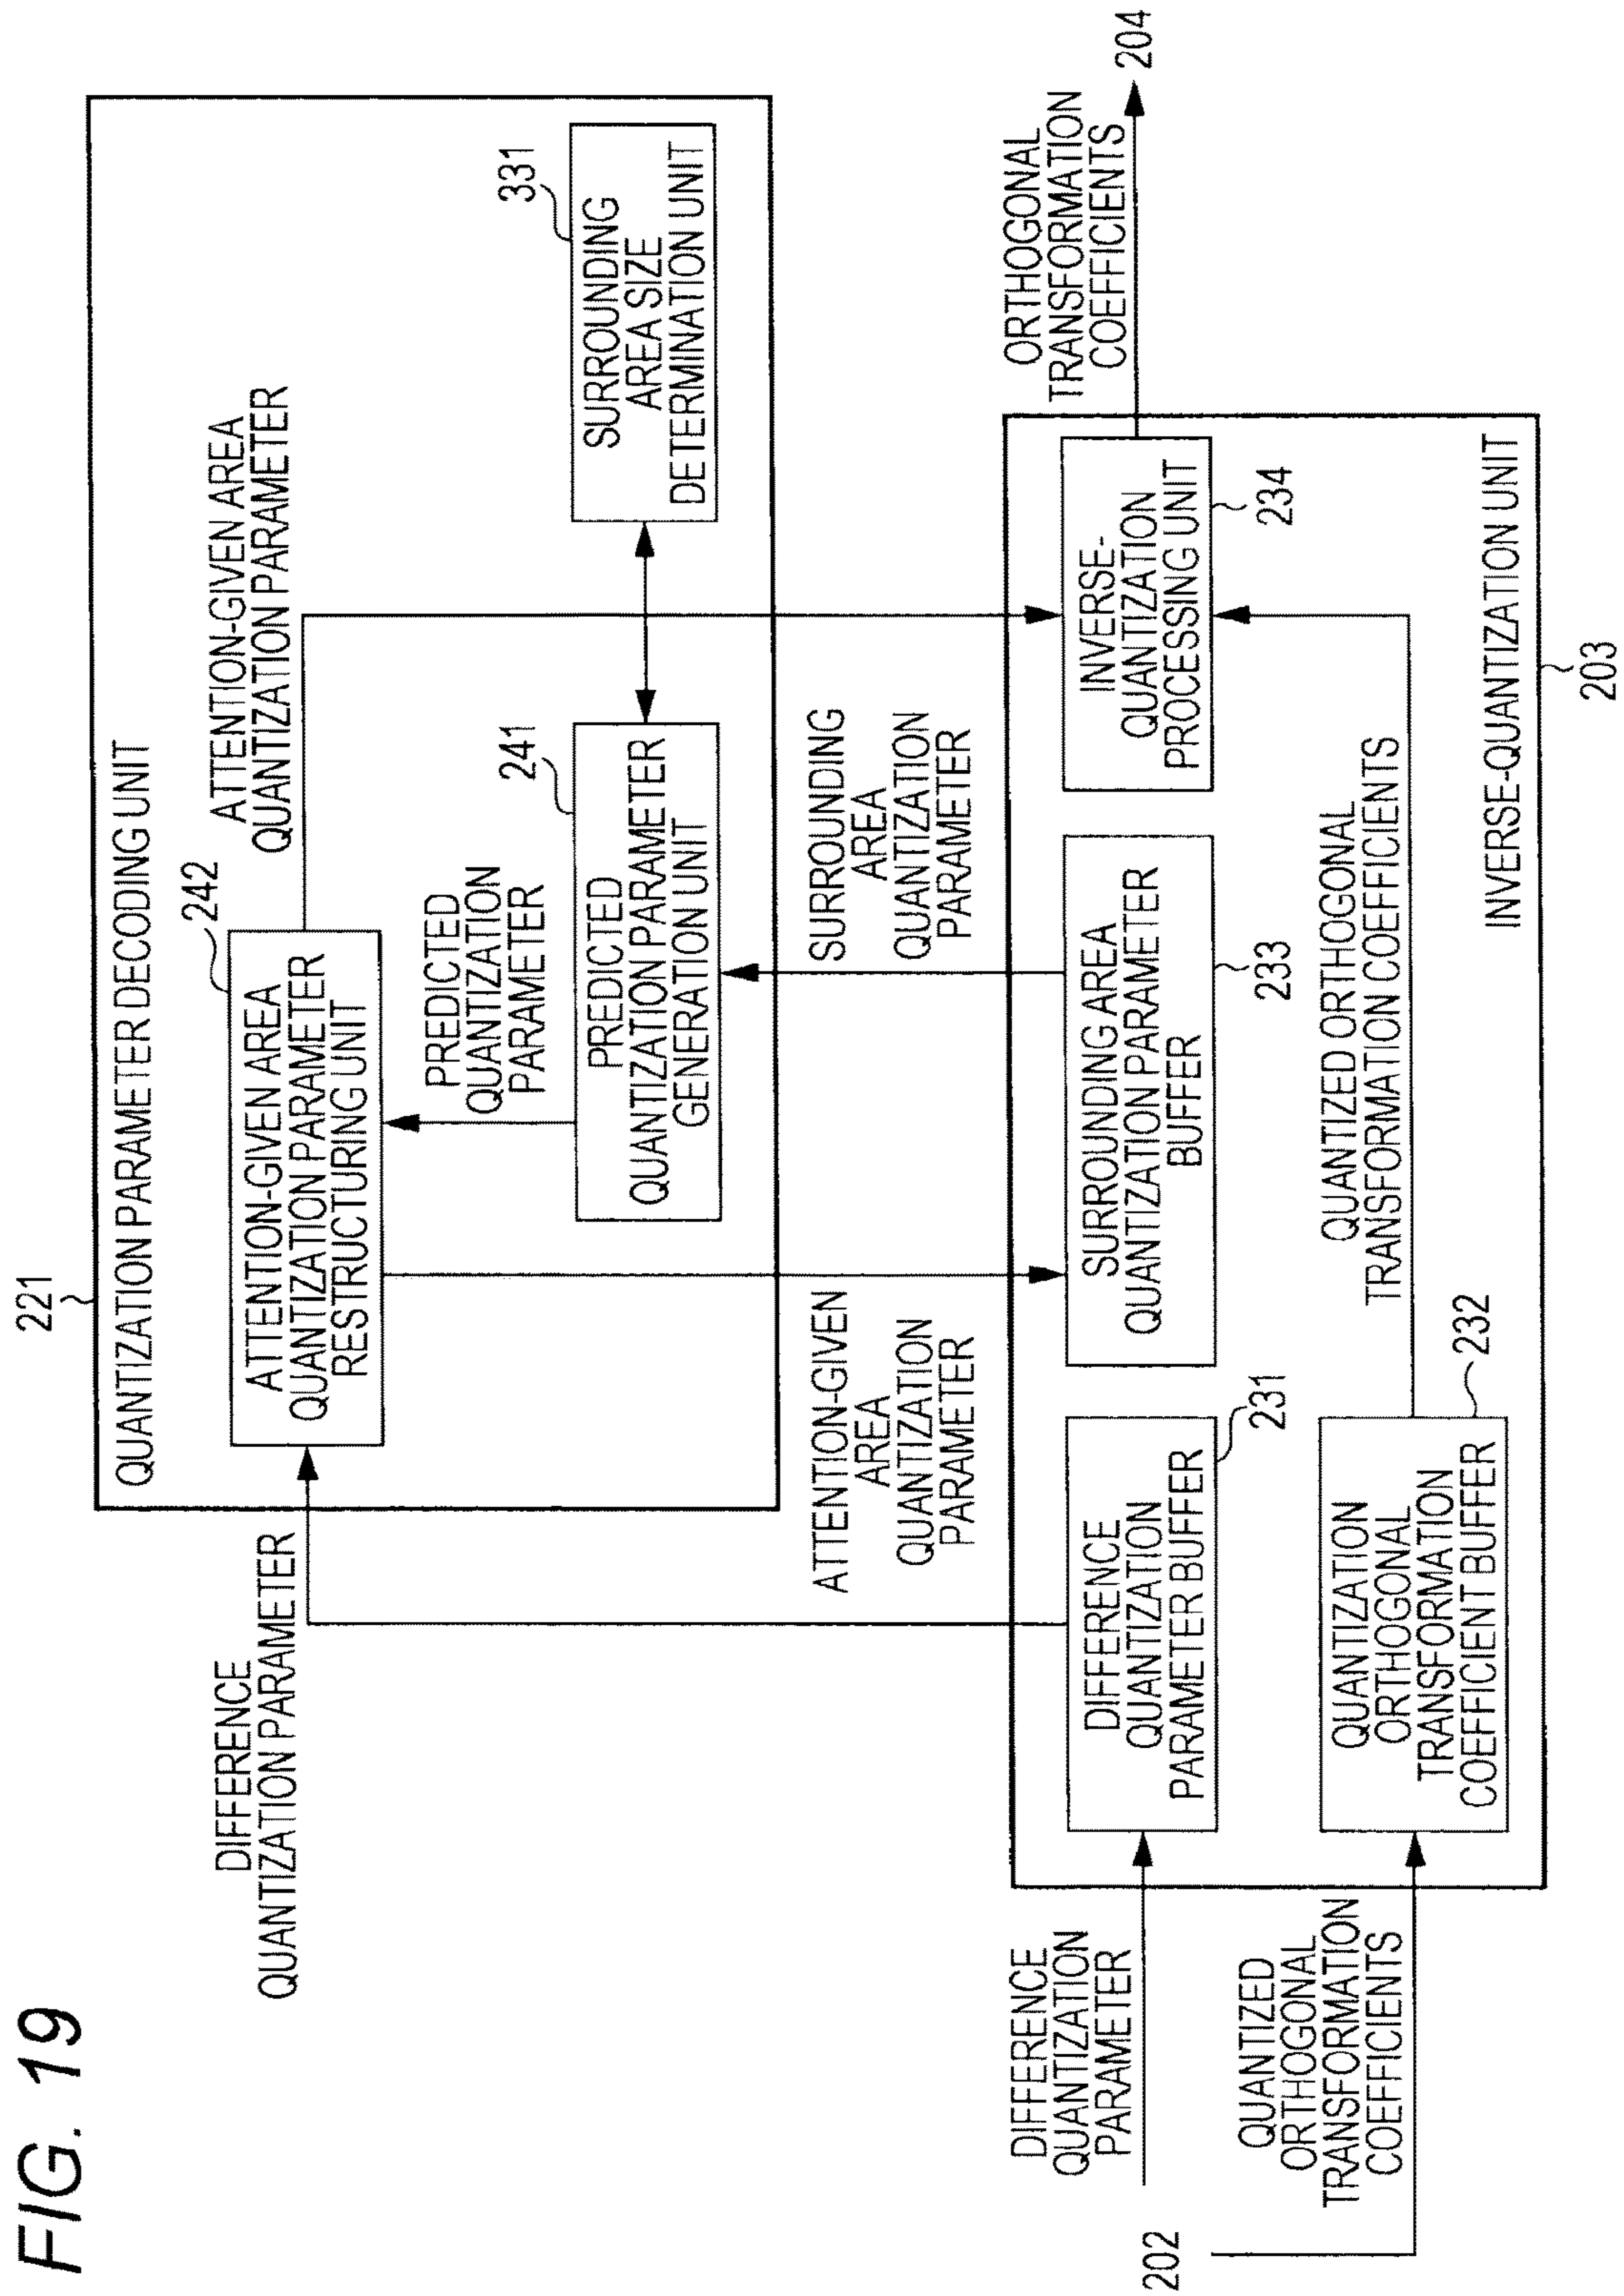 FIG. 19
221
QUANTIZATION PARAMETER DECODING UNIT
DIFFERENCE
QUANTIZATION PARAMETER
242
ATTENTION-GIVEN AREA
QUANTIZATION PARAMETER
RESTRUCTURING UNIT
ATTENTION-GIVEN AREA
QUANTIZATION PARAMETER
PREDICTED
QUANTIZATION
PARAMETER
241
PREDICTED
QUANTIZATION PARAMETER
GENERATION UNIT
331
SURROUNDING
AREA SIZE
DETERMINATION UNIT
ATTENTION-GIVEN
AREA
QUANTIZATION
PARAMETER
SURROUNDING
AREA
QUANTIZATION
PARAMETER
DIFFERENCE
QUANTIZATION
PARAMETER
202
QUANTIZED
ORTHOGONAL
TRANSFORMATION
COEFFICIENTS
DIFFERENCE
QUANTIZATION
PARAMETER BUFFER
231
SURROUNDING AREA
QUANTIZATION PARAMETER
BUFFER
233
INVERSE-
QUANTIZATION
PROCESSING UNIT
234
ORTHOGONAL
TRANSFORMATION
COEFFICIENTS
204
QUANTIZATION
ORTHOGONAL
TRANSFORMATION
COEFFICIENT BUFFER
232
QUANTIZED ORTHOGONAL
TRANSFORMATION COEFFICIENTS
INVERSE-QUANTIZATION UNIT
203